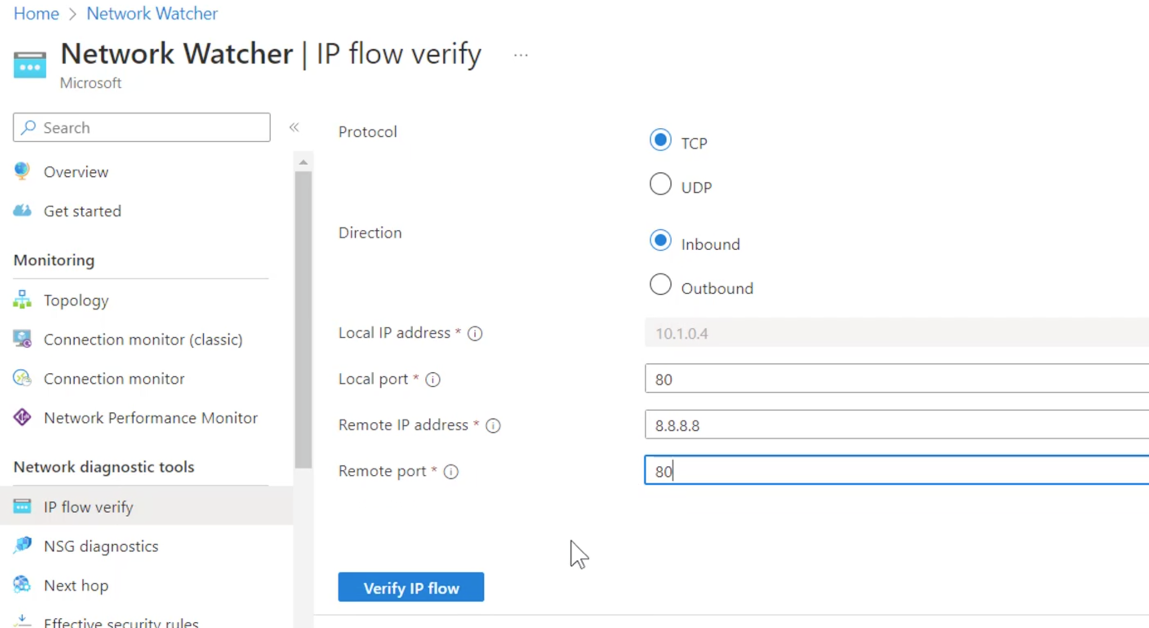 Home > Network Watcher
Network Watcher | IP flow verify ...
Microsoft
Search «
Overview
Get started
Monitoring
Topology
Connection monitor (classic)
Connection monitor
Network Performance Monitor
Network diagnostic tools
IP flow verify
NSG diagnostics
Next hop
Effective security rules
Protocol
TCP
UDP
Direction
Inbound
Outbound
Local IP address * 10.1.0.4
Local port * 80
Remote IP address * 8.8.8.8
Remote port * 80
Verify IP flow